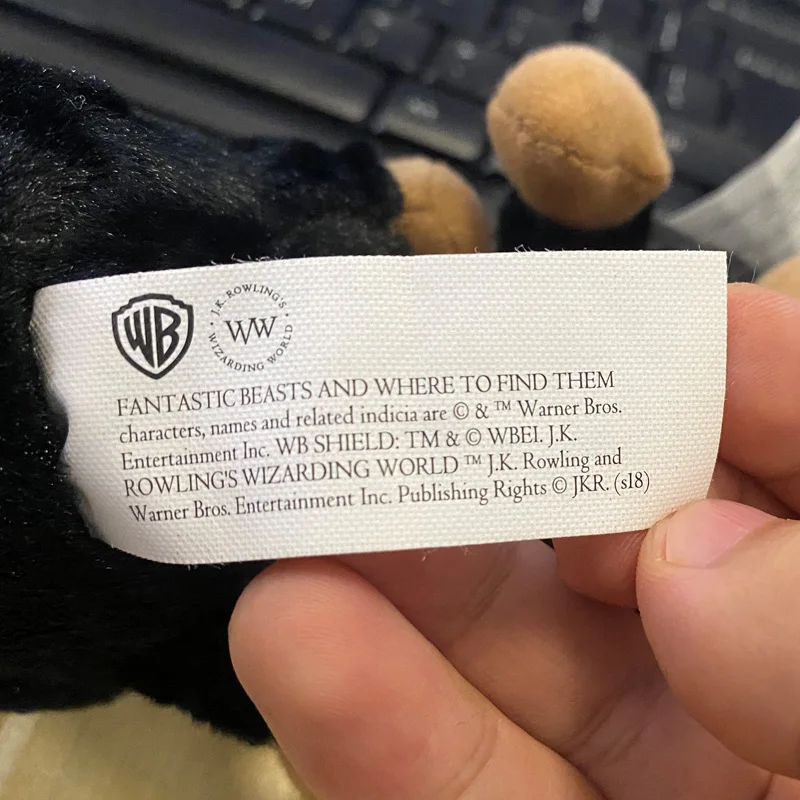 WB
J.K. ROWLING'S
WW
WIZARDING WORLD
FANTASTIC BEASTS AND WHERE TO FIND THEM
characters, names and related indicia are © & ™ Warner Bros.
Entertainment Inc. WB SHIELD: TM & © WBEI. J.K.
ROWLING'S WIZARDING WORLD ™ J.K. Rowling and
Warner Bros. Entertainment Inc. Publishing Rights © JKR. (s18)